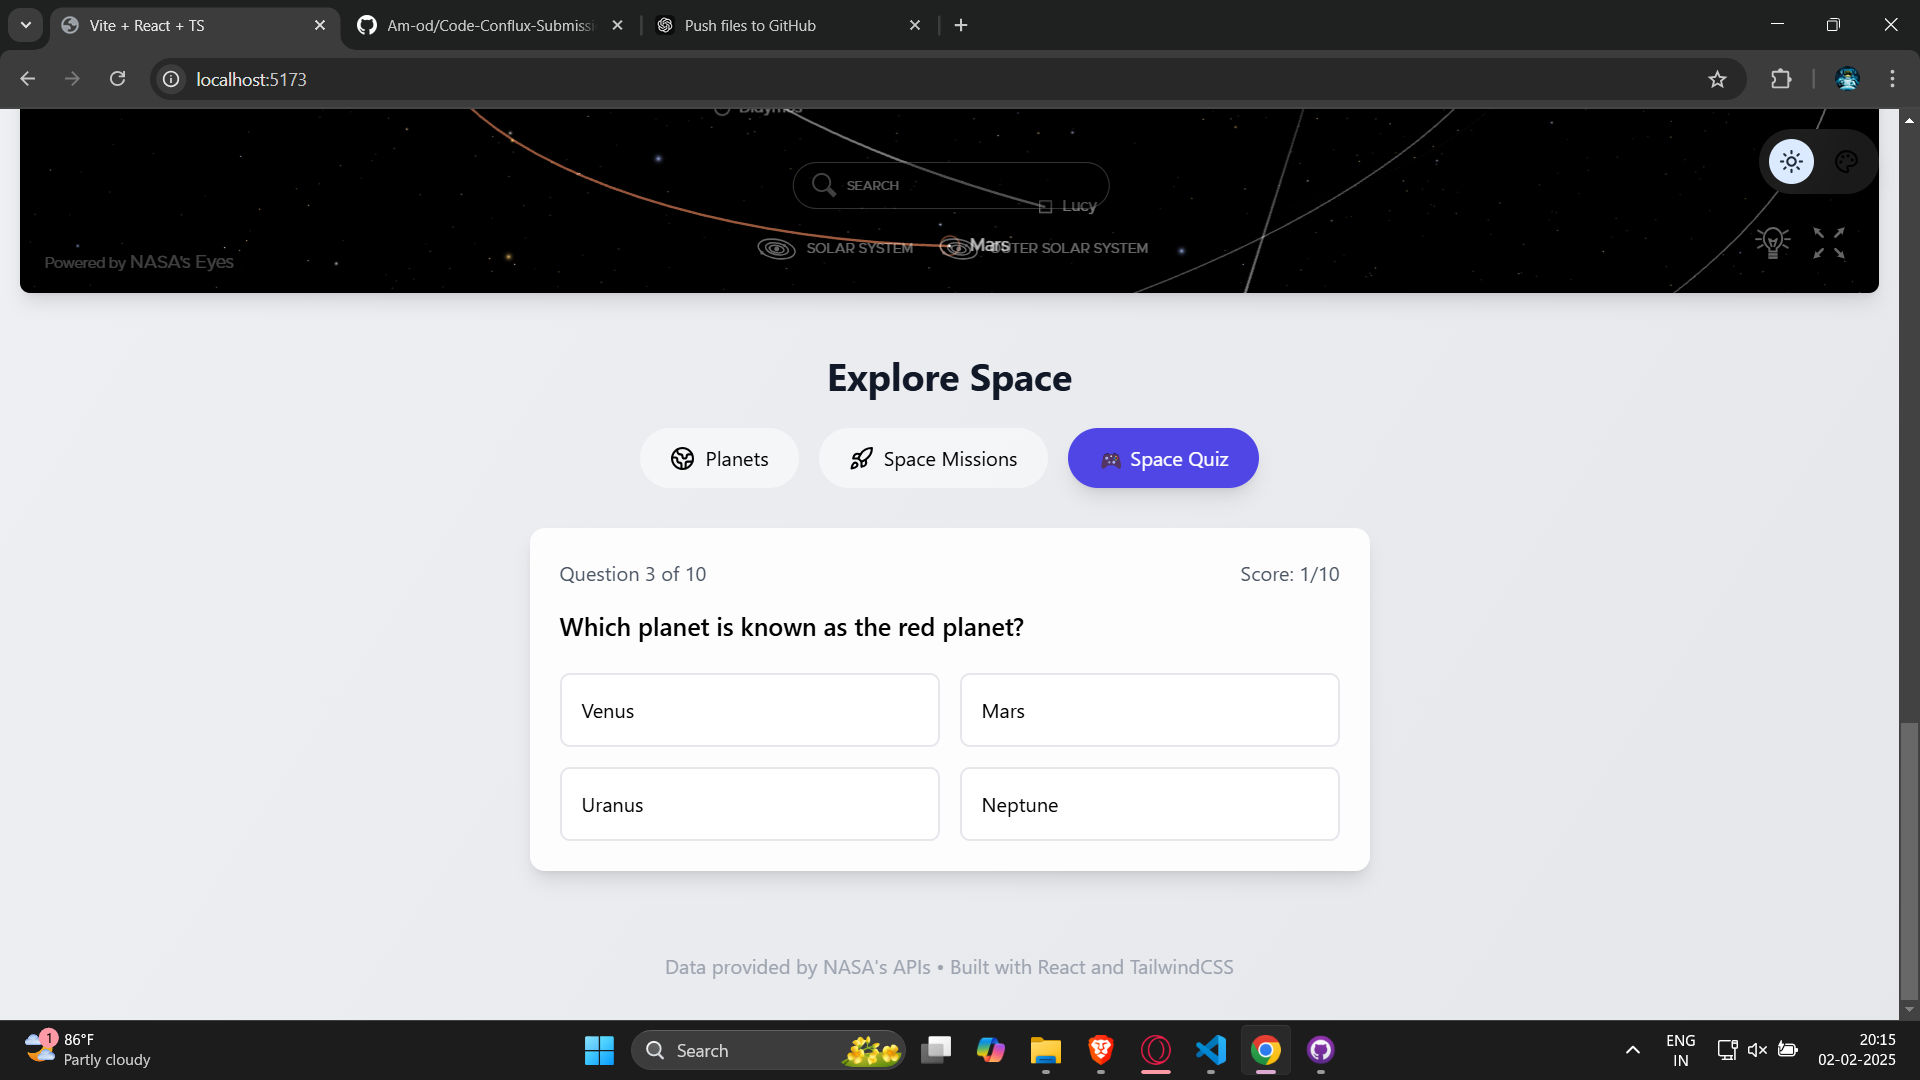 Vite + React + TS
Am-od/Code-Conflux-Submissi
Push files to GitHub
localhost:5173
Didymos
SEARCH
Lucy
Mars
SOLAR SYSTEM
OUTER SOLAR SYSTEM
Powered by NASA's Eyes
Explore Space
Planets
Space Missions
Space Quiz
Question 3 of 10
Score: 1/10
Which planet is known as the red planet?
Venus
Mars
Uranus
Neptune
Data provided by NASA's APIs • Built with React and TailwindCSS
1
86°F
Partly cloudy
Search
ENG
IN
20:15
02-02-2025